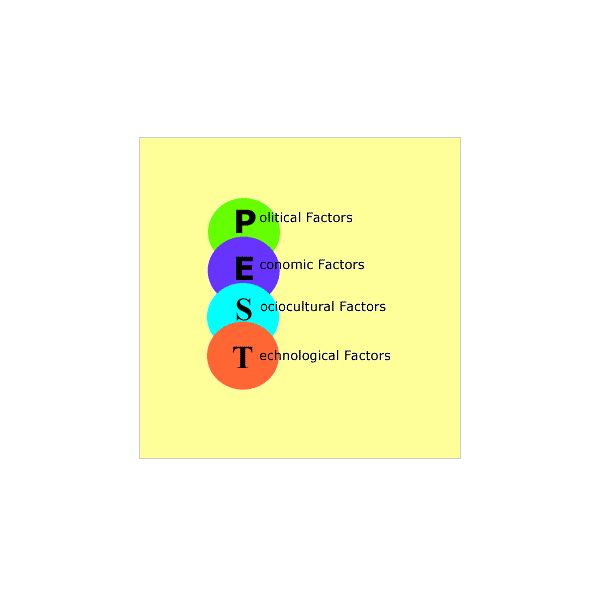 Political Factors
Economic Factors
Sociocultural Factors
Technological Factors